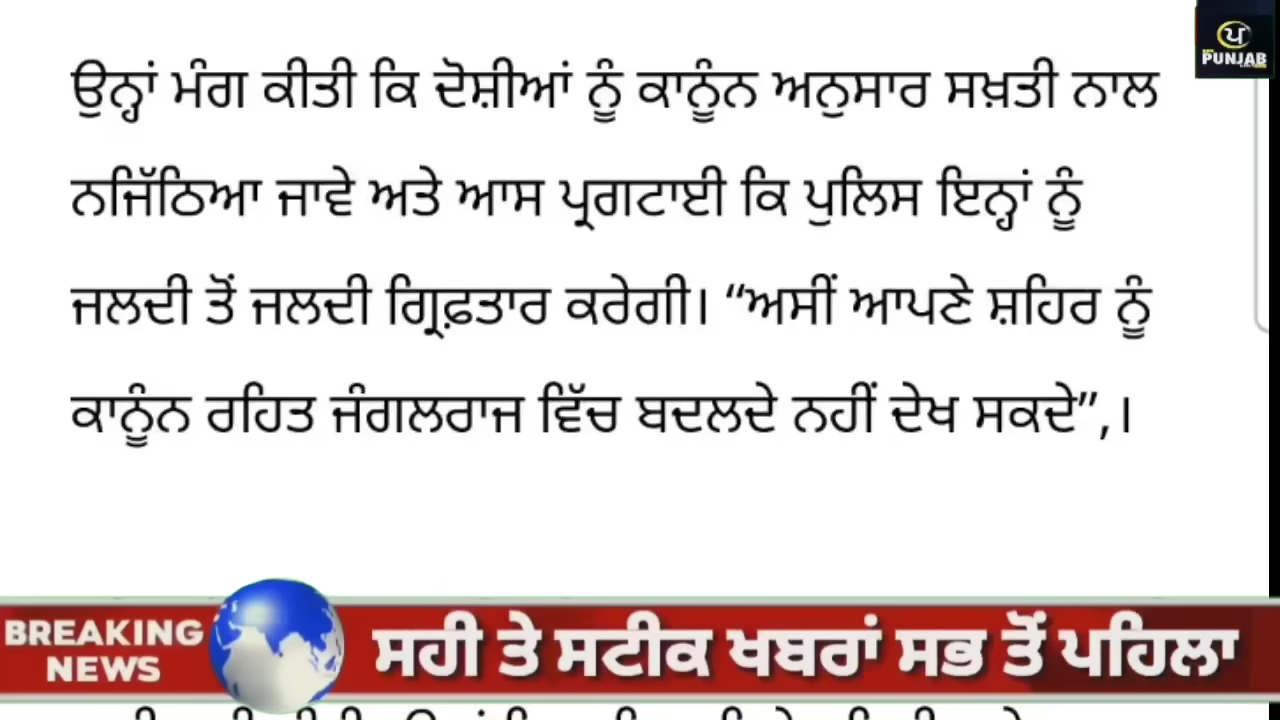 ਪ
PUNJAB
ਉਨ੍ਹਾਂ ਮੰਗ ਕੀਤੀ ਕਿ ਦੋਸ਼ੀਆਂ ਨੂੰ ਕਾਨੂੰਨ ਅਨੁਸਾਰ ਸਖ਼ਤੀ ਨਾਲ
ਨਜਿੱਠਿਆ ਜਾਵੇ ਅਤੇ ਆਸ ਪ੍ਰਗਟਾਈ ਕਿ ਪੁਲਿਸ ਇਨ੍ਹਾਂ ਨੂੰ
ਜਲਦੀ ਤੋਂ ਜਲਦੀ ਗ੍ਰਿਫ਼ਤਾਰ ਕਰੇਗੀ। “ਅਸੀਂ ਆਪਣੇ ਸ਼ਹਿਰ ਨੂੰ
ਕਾਨੂੰਨ ਰਹਿਤ ਜੰਗਲਰਾਜ ਵਿੱਚ ਬਦਲਦੇ ਨਹੀਂ ਦੇਖ ਸਕਦੇ”,।
BREAKING
NEWS
ਸਹੀ ਤੇ ਸਟੀਕ ਖਬਰਾਂ ਸਭ ਤੋਂ ਪਹਿਲਾ